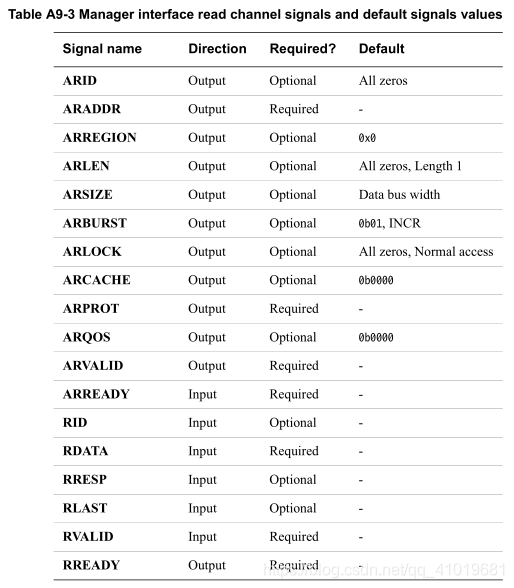 Table A9-3 Manager interface read channel signals and default signals values
Signal name Direction Required? Default
ARID Output Optional All zeros
ARADDR Output Required -
ARREGION Output Optional 0x0
ARLEN Output Optional All zeros, Length 1
ARSIZE Output Optional Data bus width
ARBURST Output Optional 0b01, INCR
ARLOCK Output Optional All zeros, Normal access
ARCACHE Output Optional 0b0000
ARPROT Output Required -
ARQOS Output Optional 0b0000
ARVALID Output Required -
ARREADY Input Required -
RID Input Optional -
RDATA Input Required -
RRESP Input Optional -
RLAST Input Optional -
RVALID Input Required -
RREADY Output Required -
https://blog.csdn.net/qq_41019681